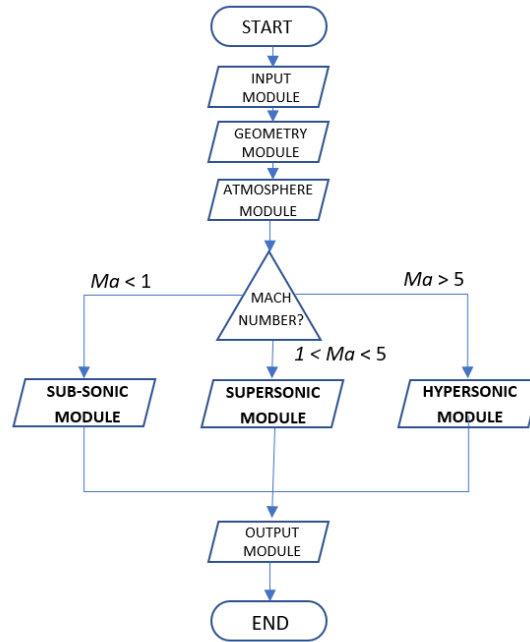 START
INPUT
MODULE
GEOMETRY
MODULE
ATMOSPHERE
MODULE
Ma < 1
MACH
NUMBER?
Ma > 5
1 < Ma < 5
SUB-SONIC
MODULE
SUPERSONIC
MODULE
HYPERSONIC
MODULE
OUTPUT
MODULE
END